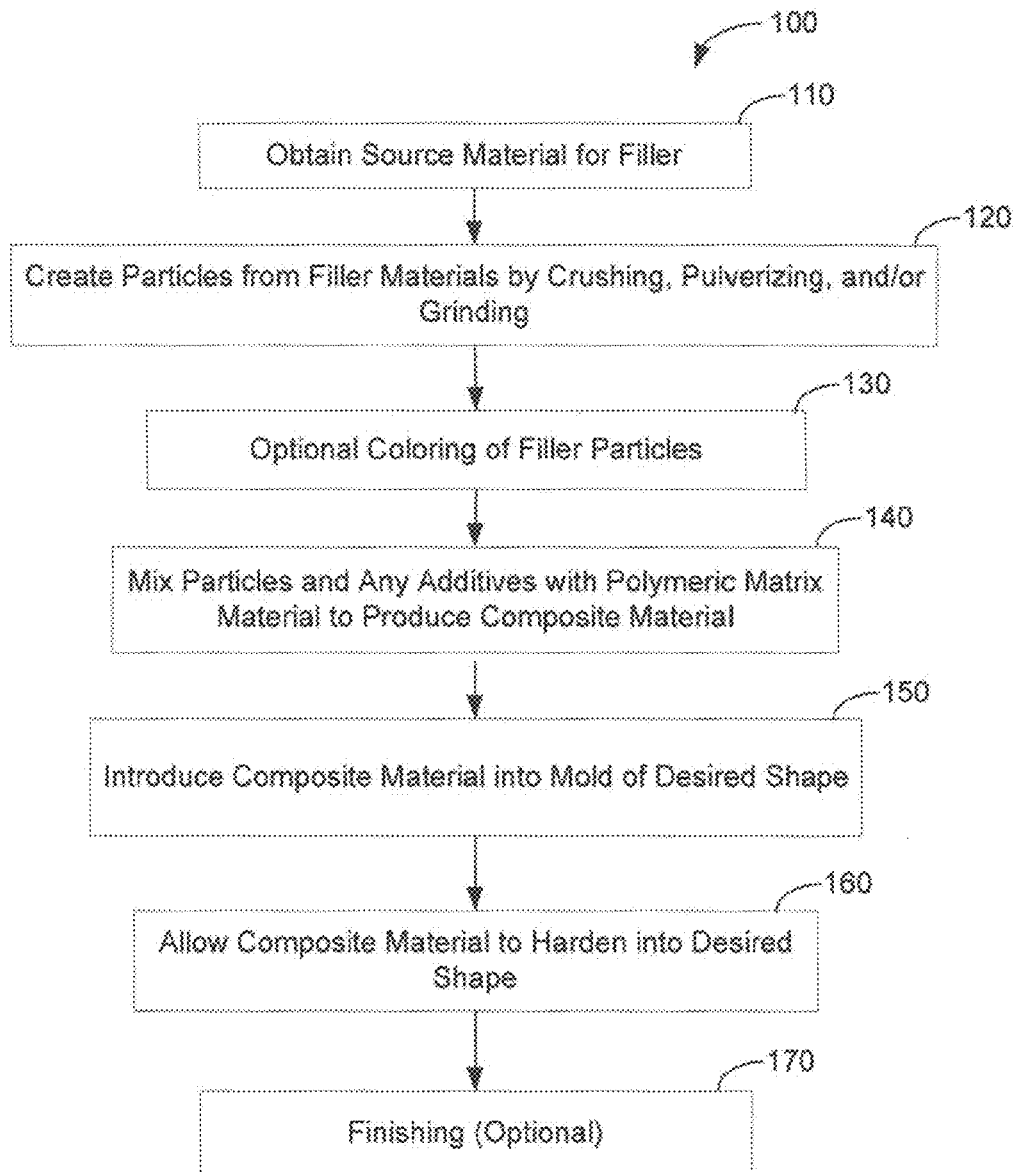 100
110
Obtain Source Material for Filler
120
Create Particles from Filler Materials by Crushing, Pulverizing, and/or
Grinding
130
Optional Coloring of Filler Particles
140
Mix Particles and Any Additives with Polymeric Matrix
Material to Produce Composite Material
150
Introduce Composite Material into Mold of Desired Shape
160
Allow Composite Material to Harden into Desired
Shape
170
Finishing (Optional)